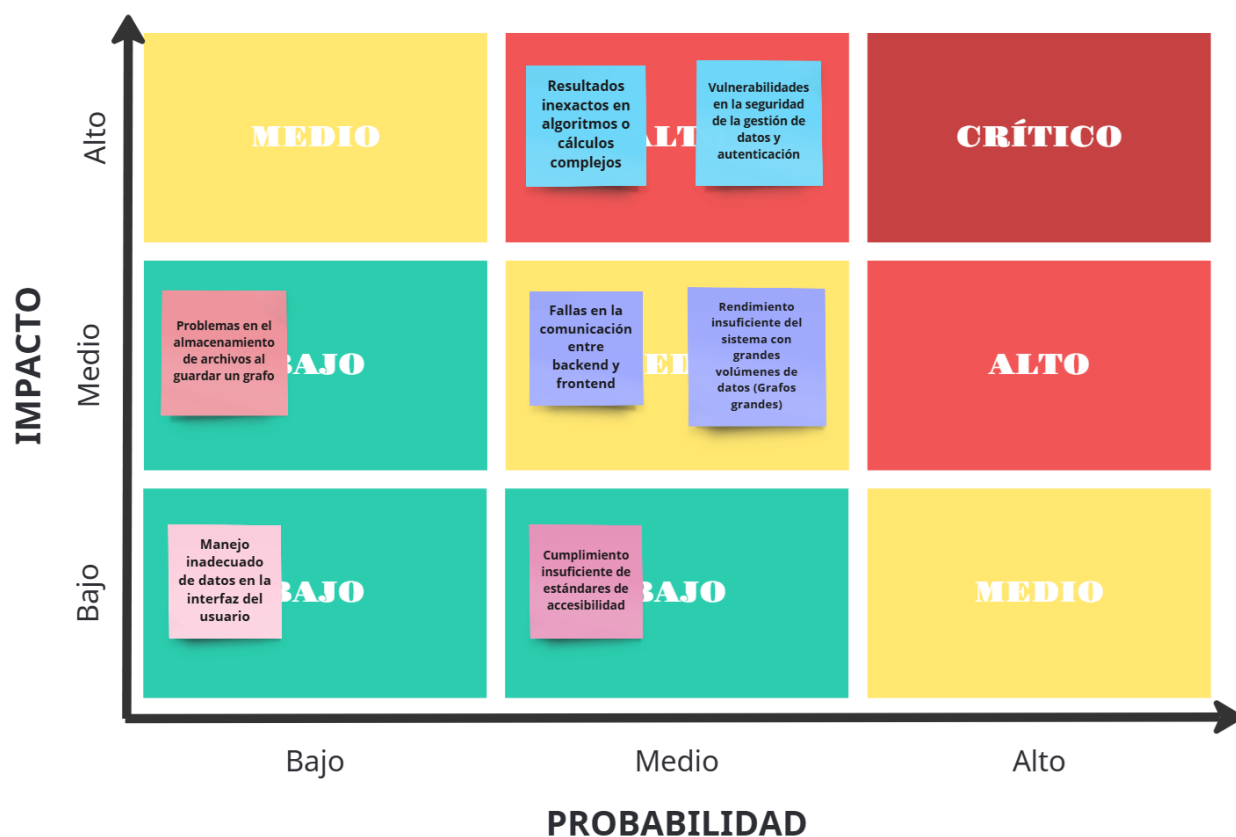 IMPACTO
Alto
Medio
Bajo
MEDIO
Resultados
inexactos en
algoritmos o
cálculos
complejos
Vulnerabilidades
en la seguridad
de la gestión de
datos y
autenticación
CRÍTICO
Problemas en el
almacenamiento
de archivos al
guardar un grafo
BAJO
Fallas en la
comunicación
entre
backend y
frontend
Rendimiento
insuficiente del
sistema con
grandes
volúmenes de
datos (Grafos
grandes)
ALTO
Manejo
inadecuado
de datos en la
interfaz del
usuario
BAJO
Cumplimiento
insuficiente de
estándares de
accesibilidad
BAJO
MEDIO
Bajo
Medio
Alto
PROBABILIDAD